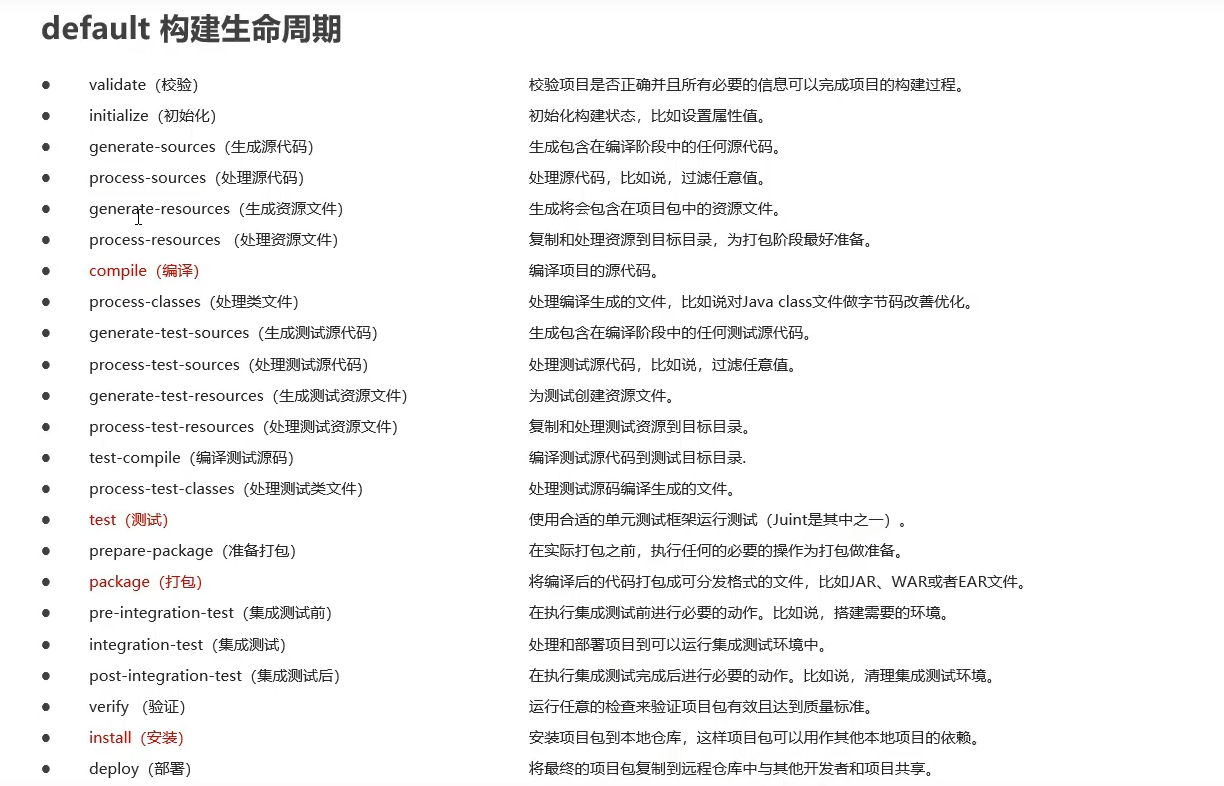 default 构建生命周期
● validate（校验） 校验项目是否正确并且所有必要的信息可以完成项目的构建过程。
● initialize（初始化） 初始化构建状态，比如设置属性值。
● generate-sources（生成源代码） 生成包含在编译阶段中的任何源代码。
● process-sources（处理源代码） 处理源代码，比如说，过滤任意值。
● generate-resources（生成资源文件） 生成将会包含在项目包中的资源文件。
● process-resources （处理资源文件） 复制和处理资源到目标目录，为打包阶段最好准备。
● compile（编译） 编译项目的源代码。
● process-classes（处理类文件） 处理编译生成的文件，比如说对Java class文件做字节码改善优化。
● generate-test-sources（生成测试源代码） 生成包含在编译阶段中的任何测试源代码。
● process-test-sources（处理测试源代码） 处理测试源代码，比如说，过滤任意值。
● generate-test-resources（生成测试资源文件） 为测试创建资源文件。
● process-test-resources（处理测试资源文件） 复制和处理测试资源到目标目录。
● test-compile（编译测试源码） 编译测试源代码到测试目标目录.
● process-test-classes（处理测试类文件） 处理测试源码编译生成的文件。
● test（测试） 使用合适的单元测试框架运行测试（Juint是其中之一）。
● prepare-package（准备打包） 在实际打包之前，执行任何的必要的操作为打包做准备。
● package（打包） 将编译后的代码打包成可分发格式的文件，比如JAR、WAR或者EAR文件。
● pre-integration-test（集成测试前） 在执行集成测试前进行必要的动作。比如说，搭建需要的环境。
● integration-test（集成测试） 处理和部署项目到可以运行集成测试环境中。
● post-integration-test（集成测试后） 在执行集成测试完成后进行必要的动作。比如说，清理集成测试环境。
● verify （验证） 运行任意的检查来验证项目包有效且达到质量标准。
● install（安装） 安装项目包到本地仓库，这样项目包可以用作其他本地项目的依赖。
● deploy（部署） 将最终的项目包复制到远程仓库中与其他开发者和项目共享。